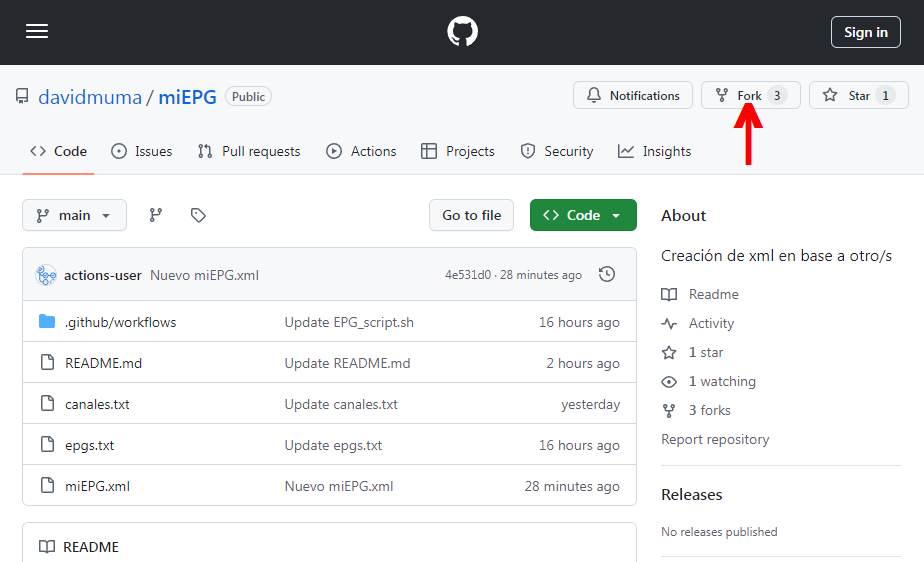 Sign in
davidmuma / miEPG Public
Notifications Fork 3 Star 1
Code Issues Pull requests Actions Projects Security Insights
main Go to file Code
About
Creación de xml en base a otro/s
actions-user Nuevo miEPG.xml 4e531d0 · 28 minutes ago
.github/workflows Update EPG_script.sh 16 hours ago
README.md Update README.md 2 hours ago
canales.txt Update canales.txt yesterday
epgs.txt Update epgs.txt 16 hours ago
miEPG.xml Nuevo miEPG.xml 28 minutes ago
README
Readme
Activity
1 star
1 watching
3 forks
Report repository
Releases
No releases published